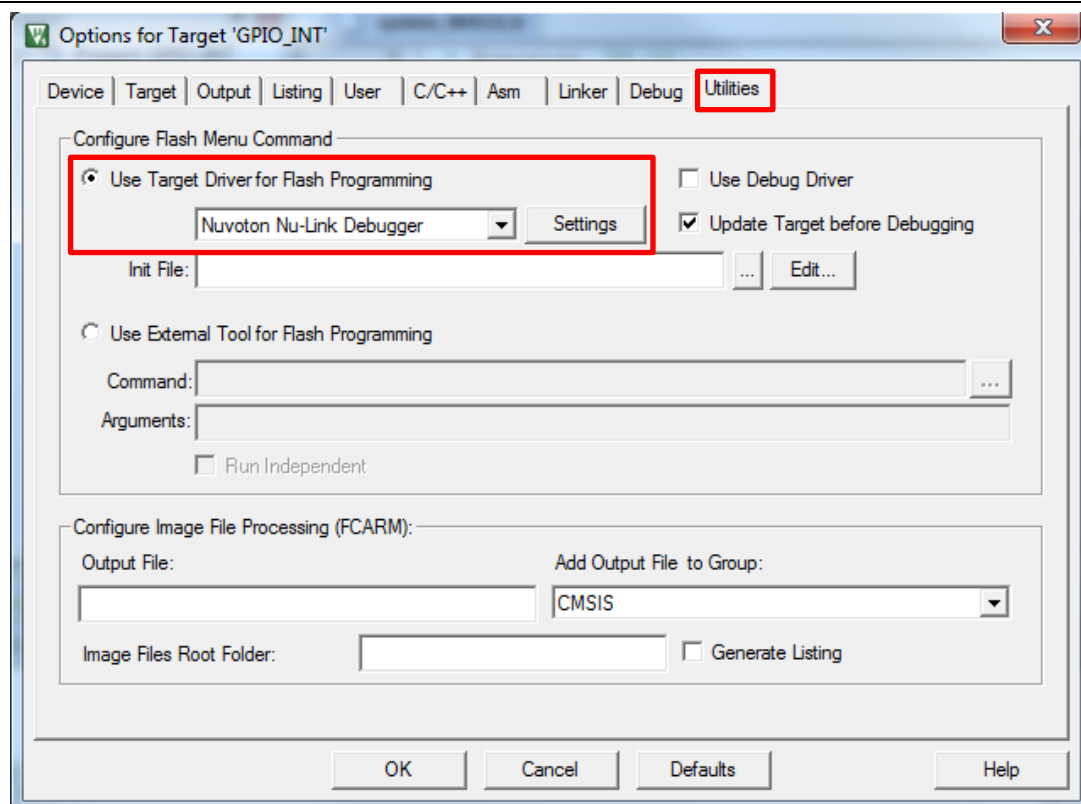 Options for Target 'GPIO_INT'
Device Target Output Listing User C/C++ Asm Linker Debug Utilities
Configure Flash Menu Command
Use Target Driver for Flash Programming Use Debug Driver
Nuvoton Nu-Link Debugger Settings Update Target before Debugging
Init File: ... Edit...
Use External Tool for Flash Programming
Command: ...
Arguments:
Run Independent
Configure Image File Processing (FCARM):
Output File: Add Output File to Group:
CMSIS
Image Files Root Folder: Generate Listing
OK Cancel Defaults Help